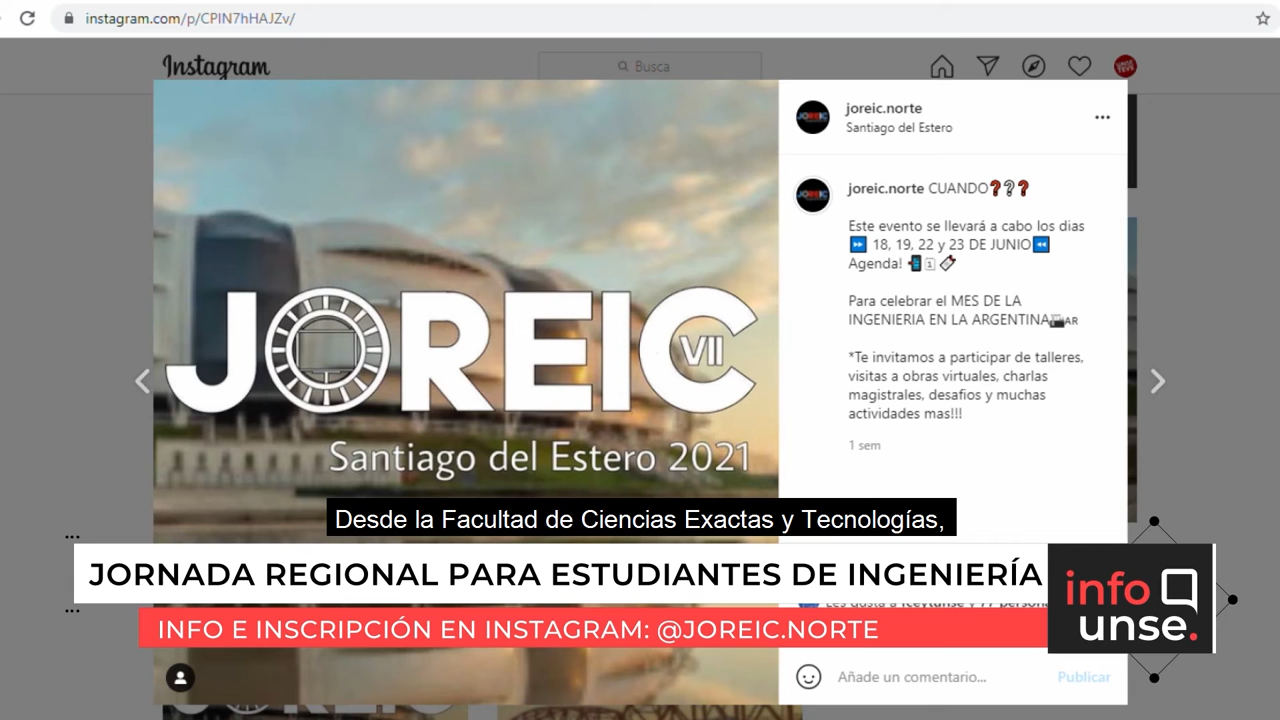 instagram.com/p/CPIN7hHAJZv/
Instagram
Busca
joreic.norte
Santiago del Estero
joreic.norte CUANDO❓❔❓
Este evento se llevará a cabo los dias
⏩ 18, 19, 22 y 23 DE JUNIO⏪
Agenda!
Para celebrar el MES DE LA
INGENIERIA EN LA ARGENTINA AR
*Te invitamos a participar de talleres,
visitas a obras virtuales, charlas
magistrales, desafios y muchas
actividades mas!!!
1 sem
JOREIC
VII
Santiago del Estero 2021
Desde la Facultad de Ciencias Exactas y Tecnologías,
JORNADA REGIONAL PARA ESTUDIANTES DE INGENIERÍA
INFO E INSCRIPCIÓN EN INSTAGRAM: @JOREIC.NORTE
info
unse.
Añade un comentario...
Publicar